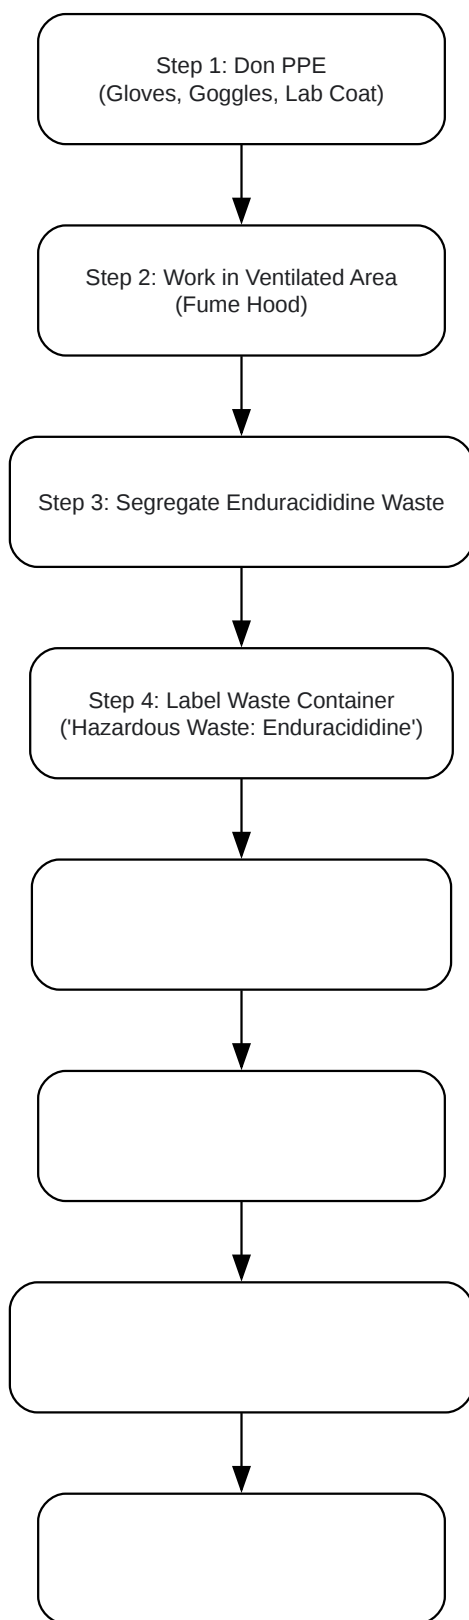 Step 1: Don PPE
(Gloves, Goggles, Lab Coat)
Step 2: Work in Ventilated Area
(Fume Hood)
Step 3: Segregate Enduracididine Waste
Step 4: Label Waste Container
('Hazardous Waste: Enduracididine')